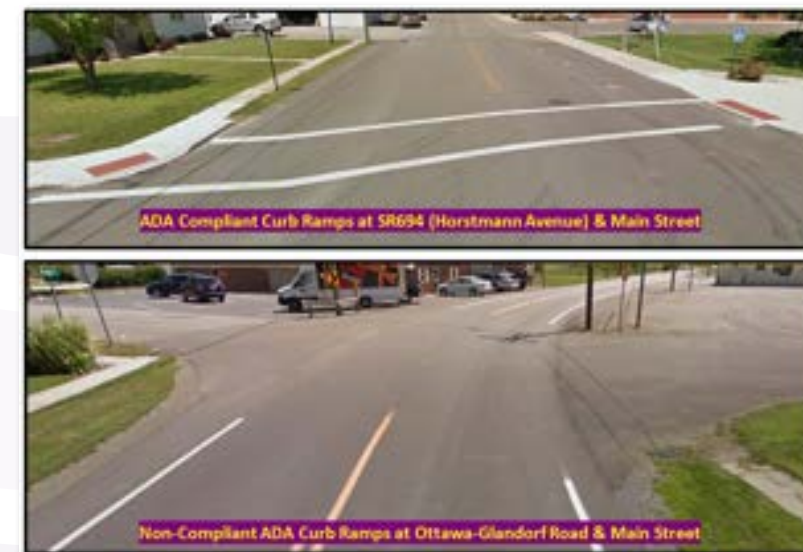 ADA Compliant Curb Ramps at SR694 (Horstmann Avenue) & Main Street
Non-Compliant ADA Curb Ramps at Ottawa-Glandorf Road & Main Street